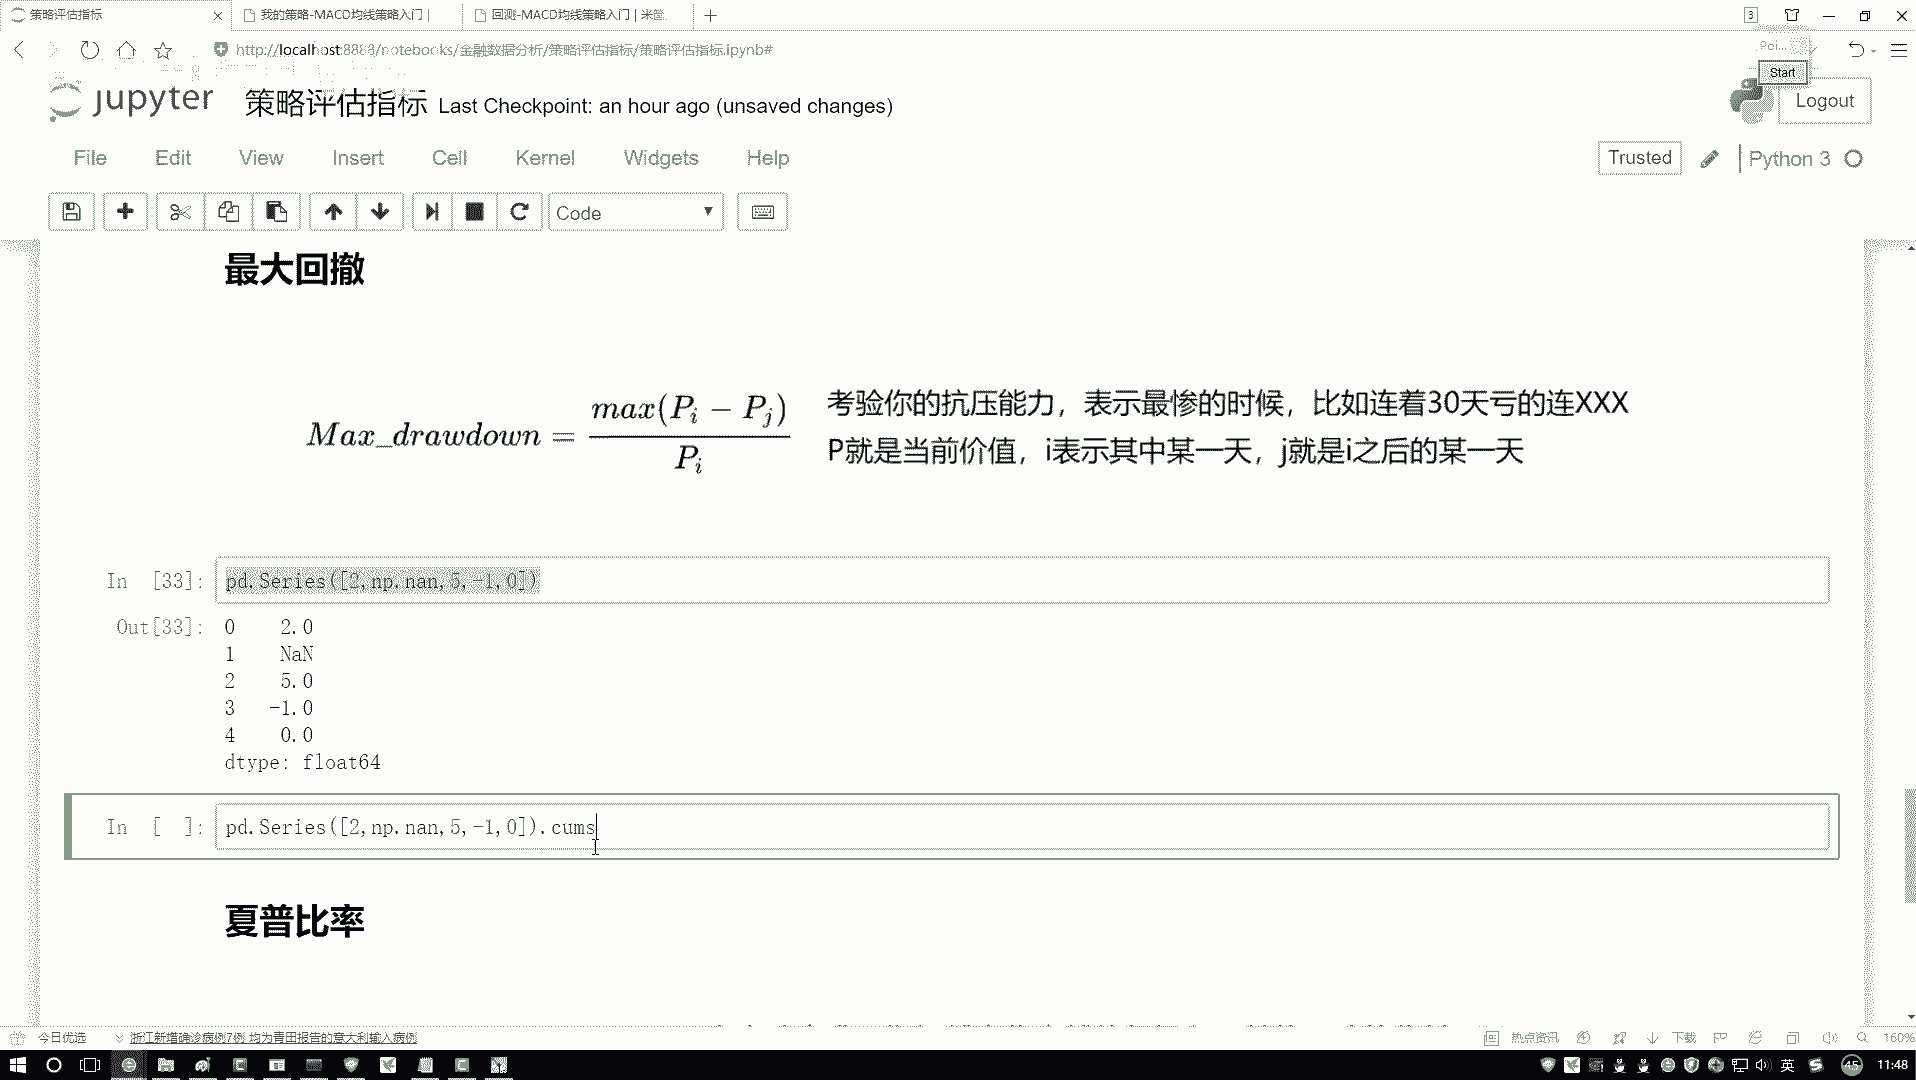 策略评估指标
我的策略-MACD均线策略入门 |
回测-MACD均线策略入门 | 米筐.
3
http://localhost:8888/notebooks/金融数据分析/策略评估指标/策略评估指标.ipynb#
Poi...
Start
jupyter 策略评估指标 Last Checkpoint: an hour ago (unsaved changes)
Logout
File Edit View Insert Cell Kernel Widgets Help
Trusted
Python 3
Code
最大回撤
Max_drawdown = max(P_i − P_j) / P_i
考验你的抗压能力，表示最惨的时候，比如连着30天亏的连XXX
P就是当前价值，i表示其中某一天，j就是i之后的某一天
In [33]: pd.Series([2,np.nan,5,-1,0])
Out[33]: 0 2.0
1 NaN
2 5.0
3 -1.0
4 0.0
dtype: float64
In [ ]: pd.Series([2,np.nan,5,-1,0]).cums
夏普比率
今日优选
浙江新增确诊病例7例 均为青田报告的意大利输入病例
热点资讯
下载
160%
英
45
11:48